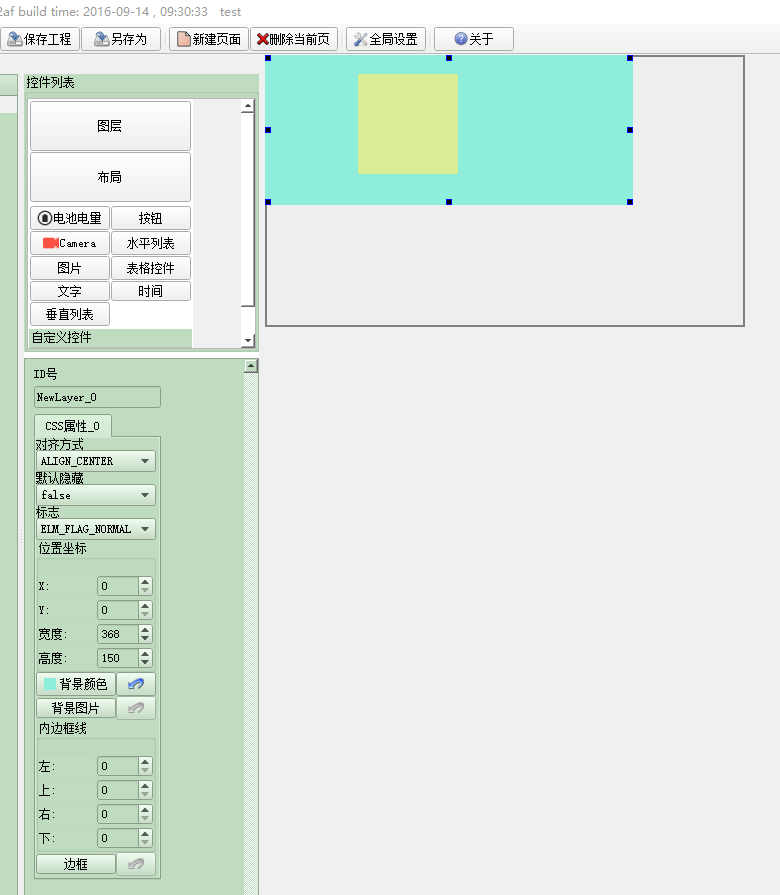 2af build time: 2016-09-14 , 09:30:33 test
保存工程 另存为 新建页面 删除当前页 全局设置 关于
控件列表
图层
布局
电池电量 按钮
Camera 水平列表
图片 表格控件
文字 时间
垂直列表
自定义控件
ID号
NewLayer_0
CSS属性_0
对齐方式
ALIGN_CENTER
默认隐藏
false
标志
ELM_FLAG_NORMAL
位置坐标
X: 0
Y: 0
宽度: 368
高度: 150
背景颜色
背景图片
内边框线
左: 0
上: 0
右: 0
下: 0
边框